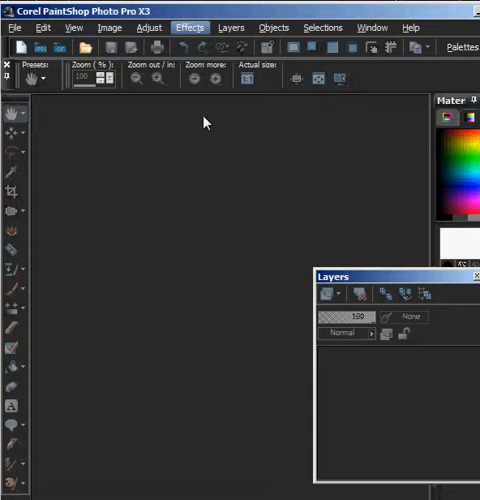 Corel PaintShop Photo Pro X3
File Edit View Image Adjust Effects Layers Objects Selections Window Help
Palettes
Presets: Zoom ( % ): Zoom out / in: Zoom more: Actual size:
100
Mater
Layers
100 None
Normal
A